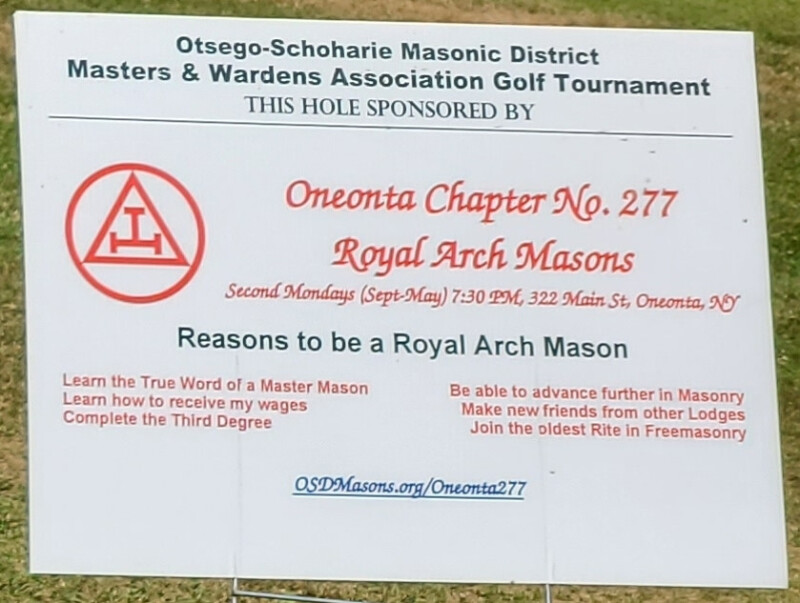 Otsego-Schoharie Masonic District
Masters & Wardens Association Golf Tournament
THIS HOLE SPONSORED BY
Oneonta Chapter No. 277
Royal Arch Masons
Second Mondays (Sept-May) 7:30 PM, 322 Main St, Oneonta, NY
Reasons to be a Royal Arch Mason
Learn the True Word of a Master Mason
Learn how to receive my wages
Complete the Third Degree
Be able to advance further in Masonry
Make new friends from other Lodges
Join the oldest Rite in Freemasonry
OSDMasons.org/Oneonta277